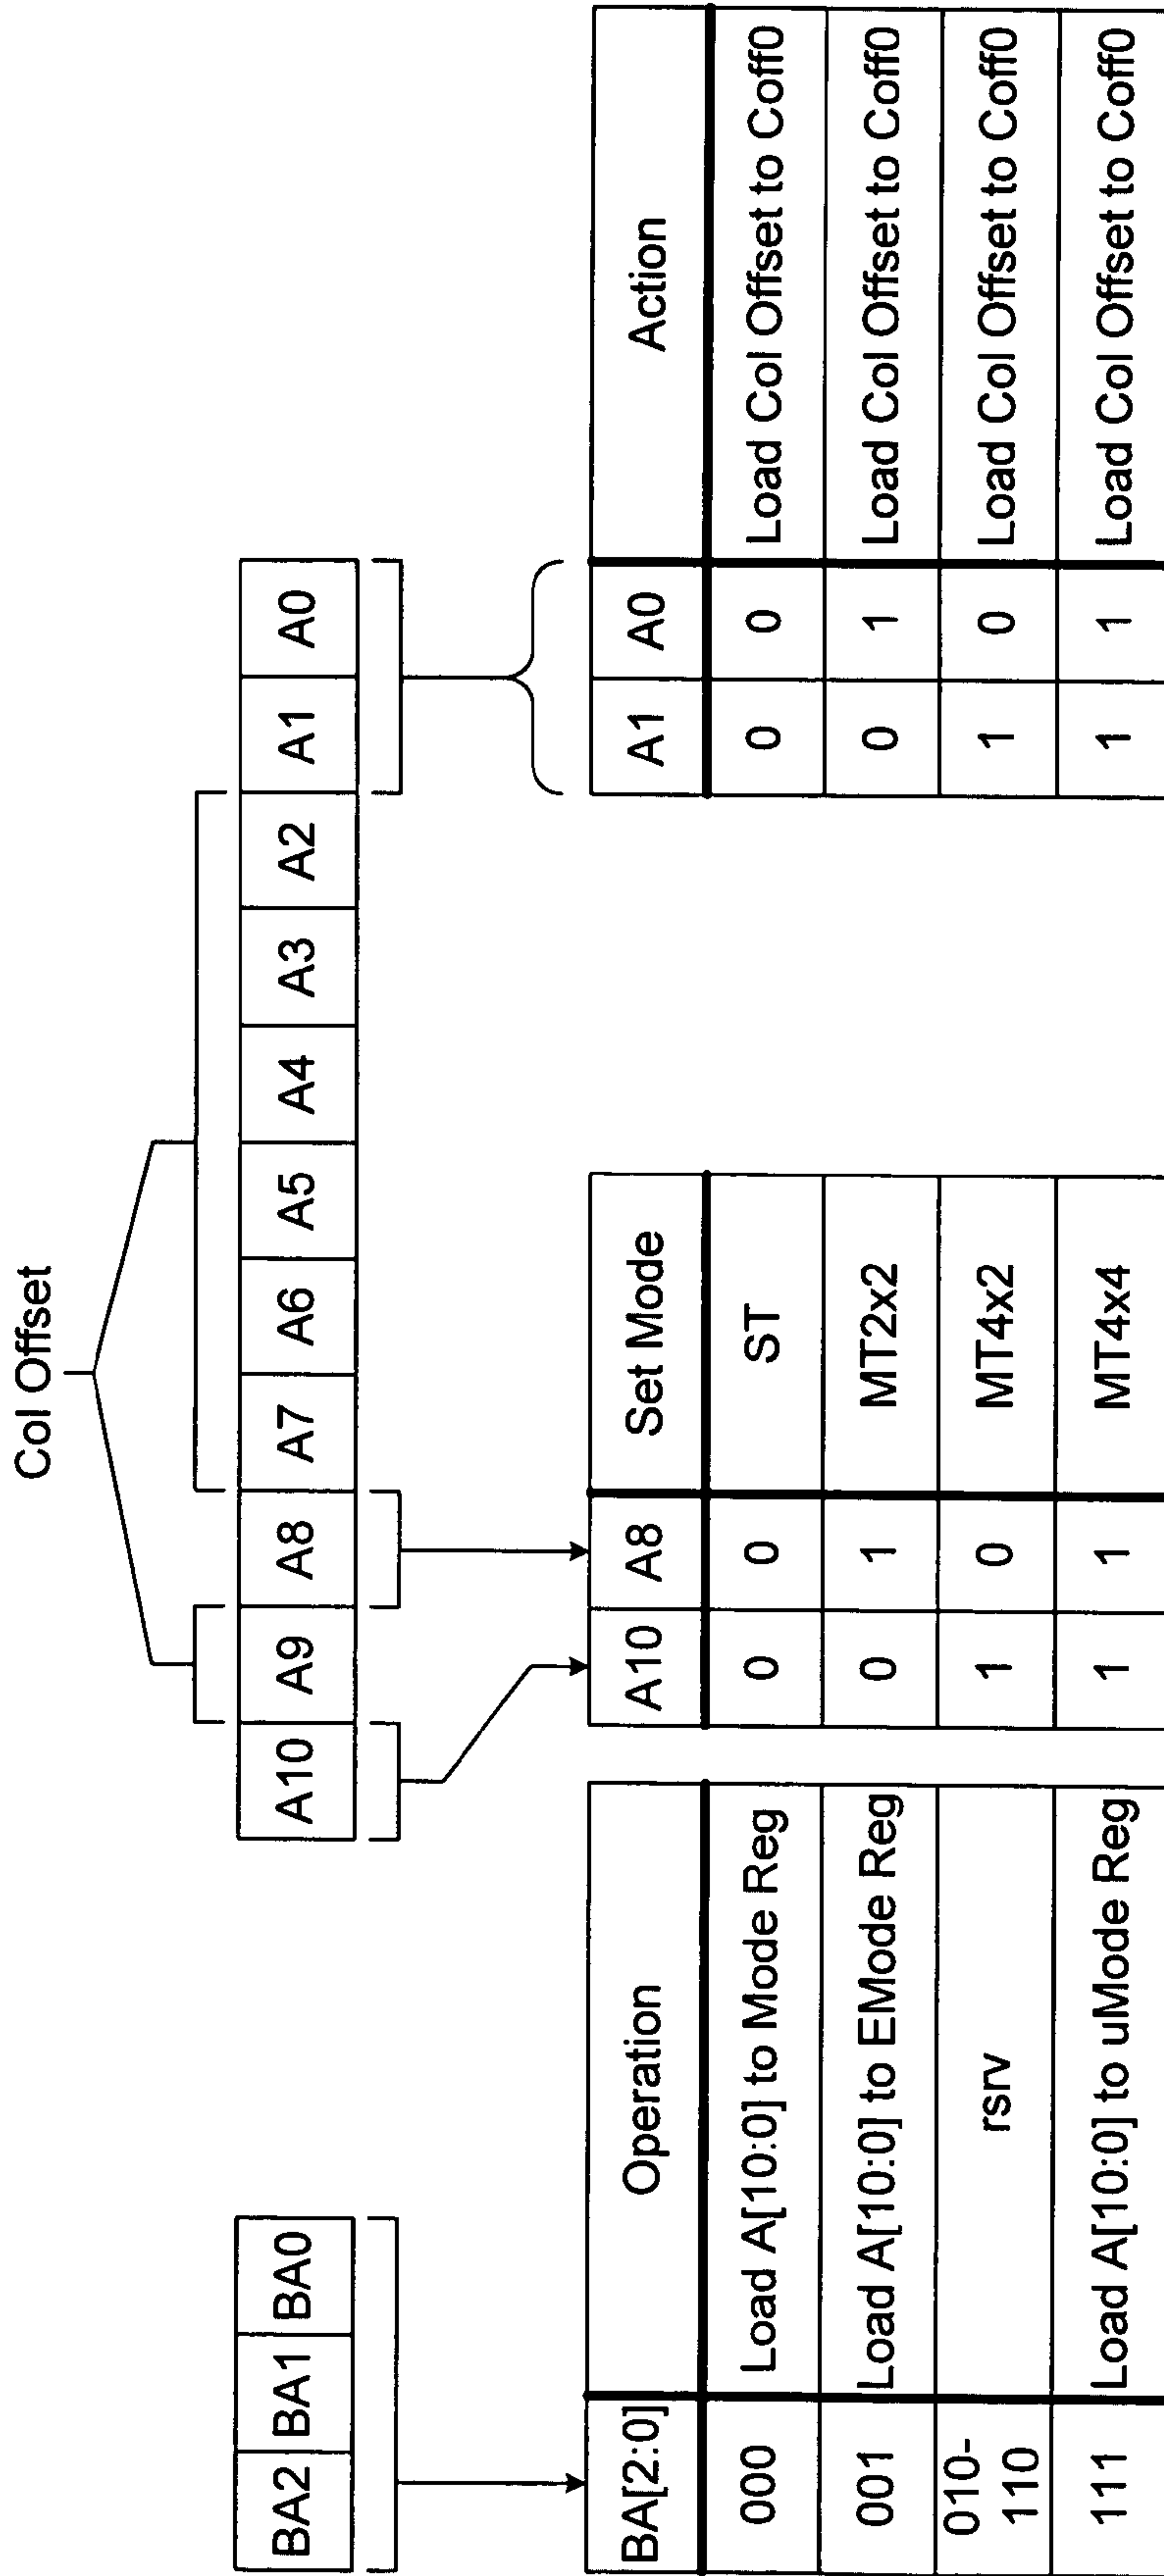 Col Offset
BA2 BA1 BA0
A10 A9 A8 A7 A6 A5 A4 A3 A2 A1 A0
BA[2:0] Operation
000 Load A[10:0] to Mode Reg
001 Load A[10:0] to EMode Reg
010-
110 rsrv
111 Load A[10:0] to uMode Reg
A10 A8 Set Mode
0 0 ST
0 1 MT2x2
1 0 MT4x2
1 1 MT4x4
A1 A0 Action
0 0 Load Col Offset to Coff0
0 1 Load Col Offset to Coff0
1 0 Load Col Offset to Coff0
1 1 Load Col Offset to Coff0